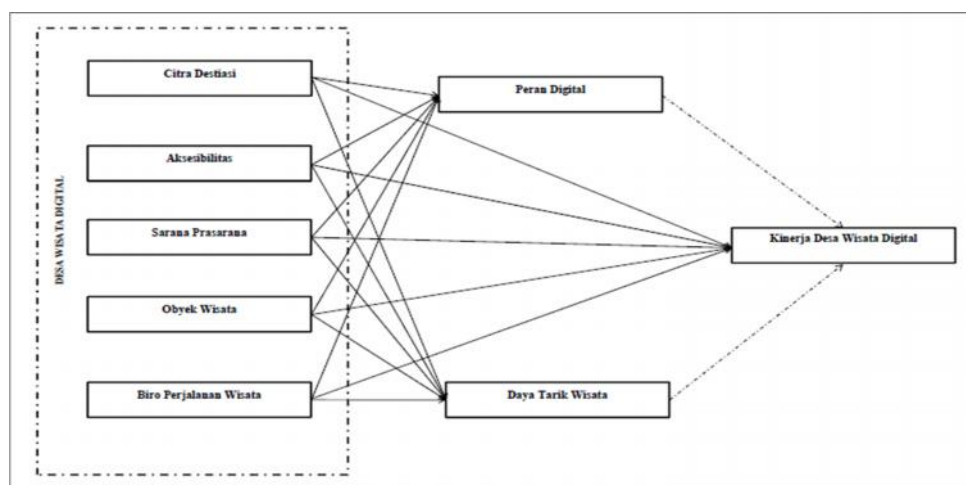 DESA WISATA DIGITAL
Citra Destiasi
Aksesibilitas
Sarana Prasarana
Obyek Wisata
Biro Perjalanan Wisata
Peran Digital
Daya Tarik Wisata
Kinerja Desa Wisata Digital